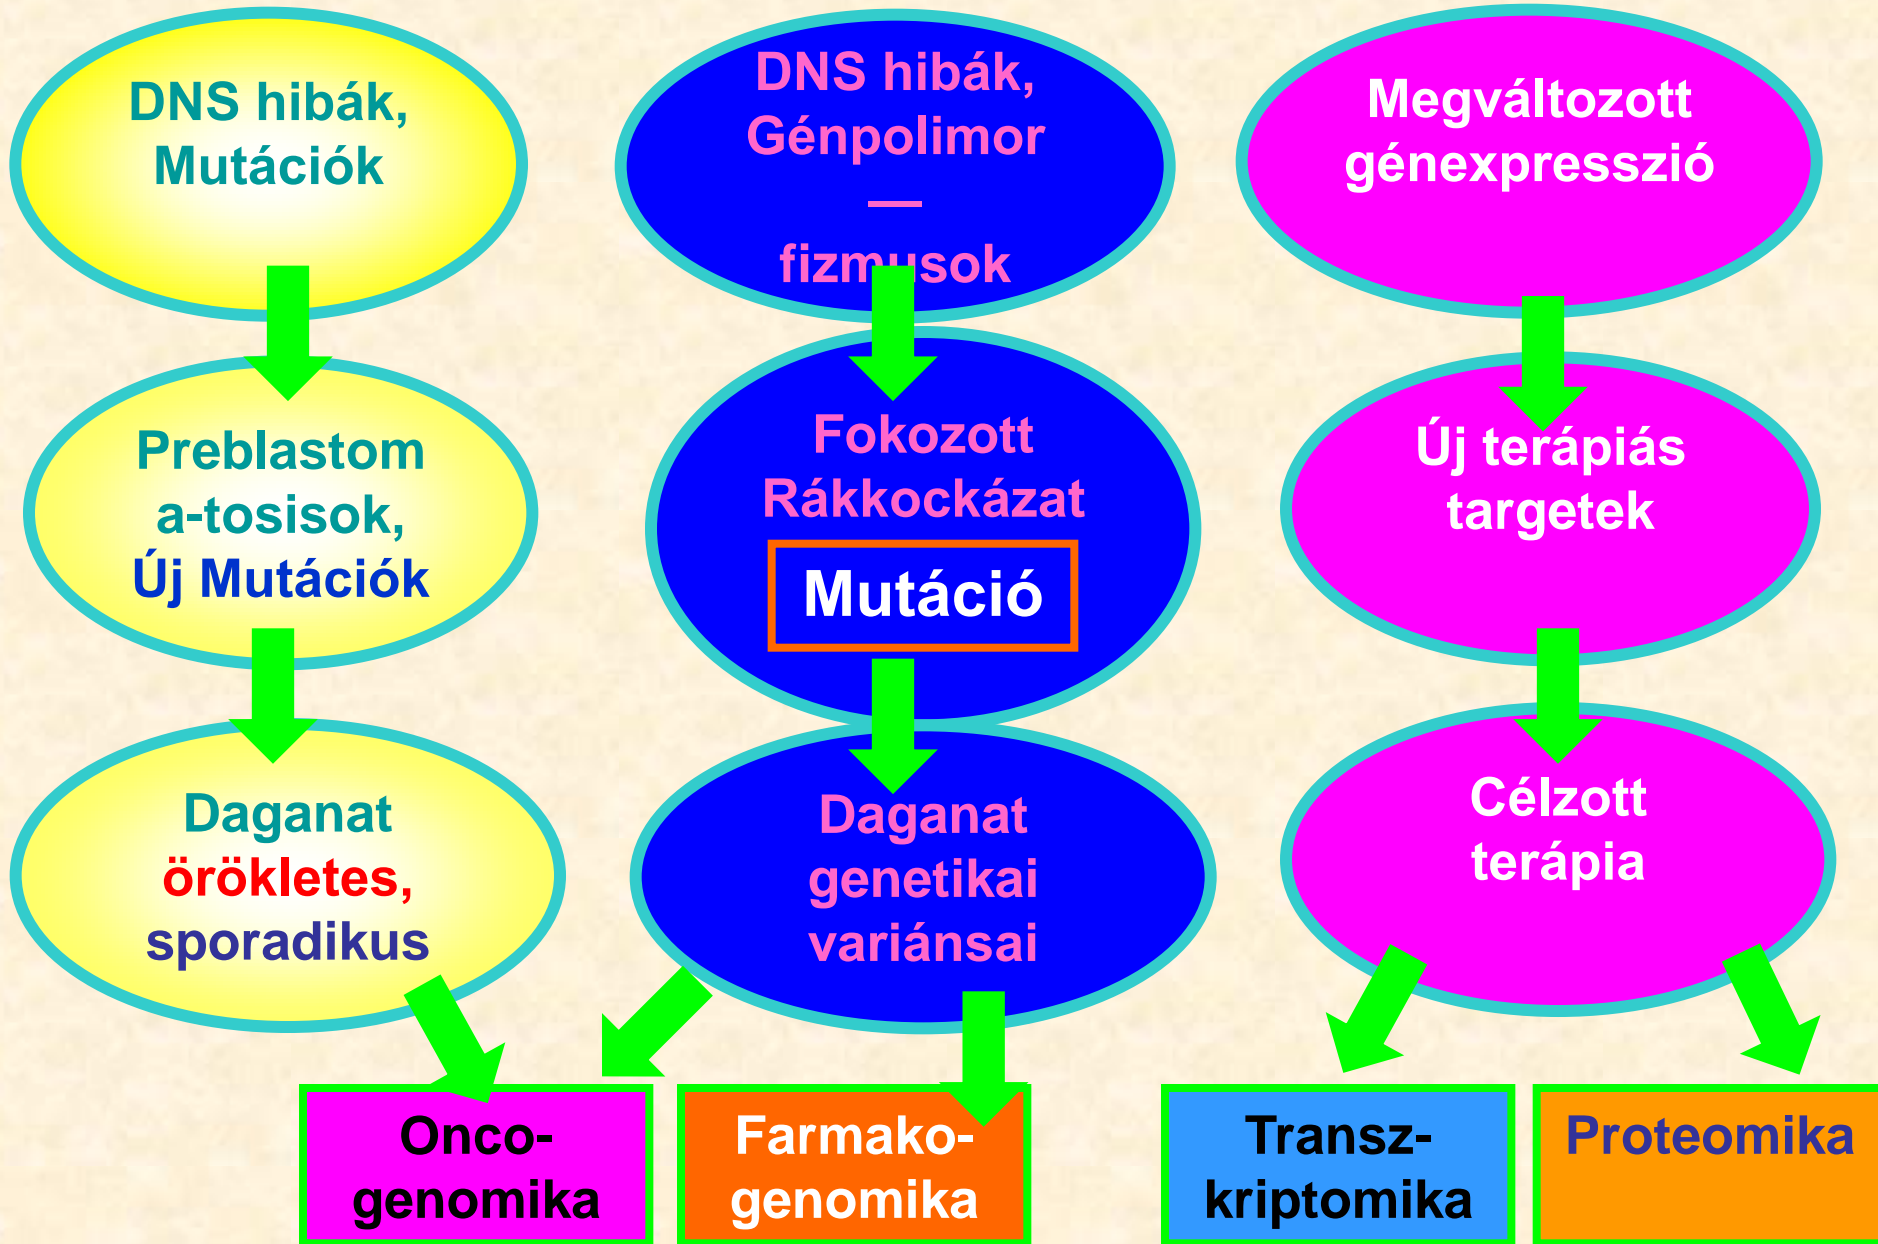 DNS hibák,
Mutációk
Preblastom
a-tosisok,
Új Mutációk
Daganat
örökletes,
sporadikus
DNS hibák,
Génpolimor
—
fizmusok
Fokozott
Rákkockázat
Mutáció
Daganat
genetikai
variánsai
Megváltozott
génexpresszió
Új terápiás
targetek
Célzott
terápia
Onco-
genomika
Farmako-
genomika
Transz-
kriptomika
Proteomika